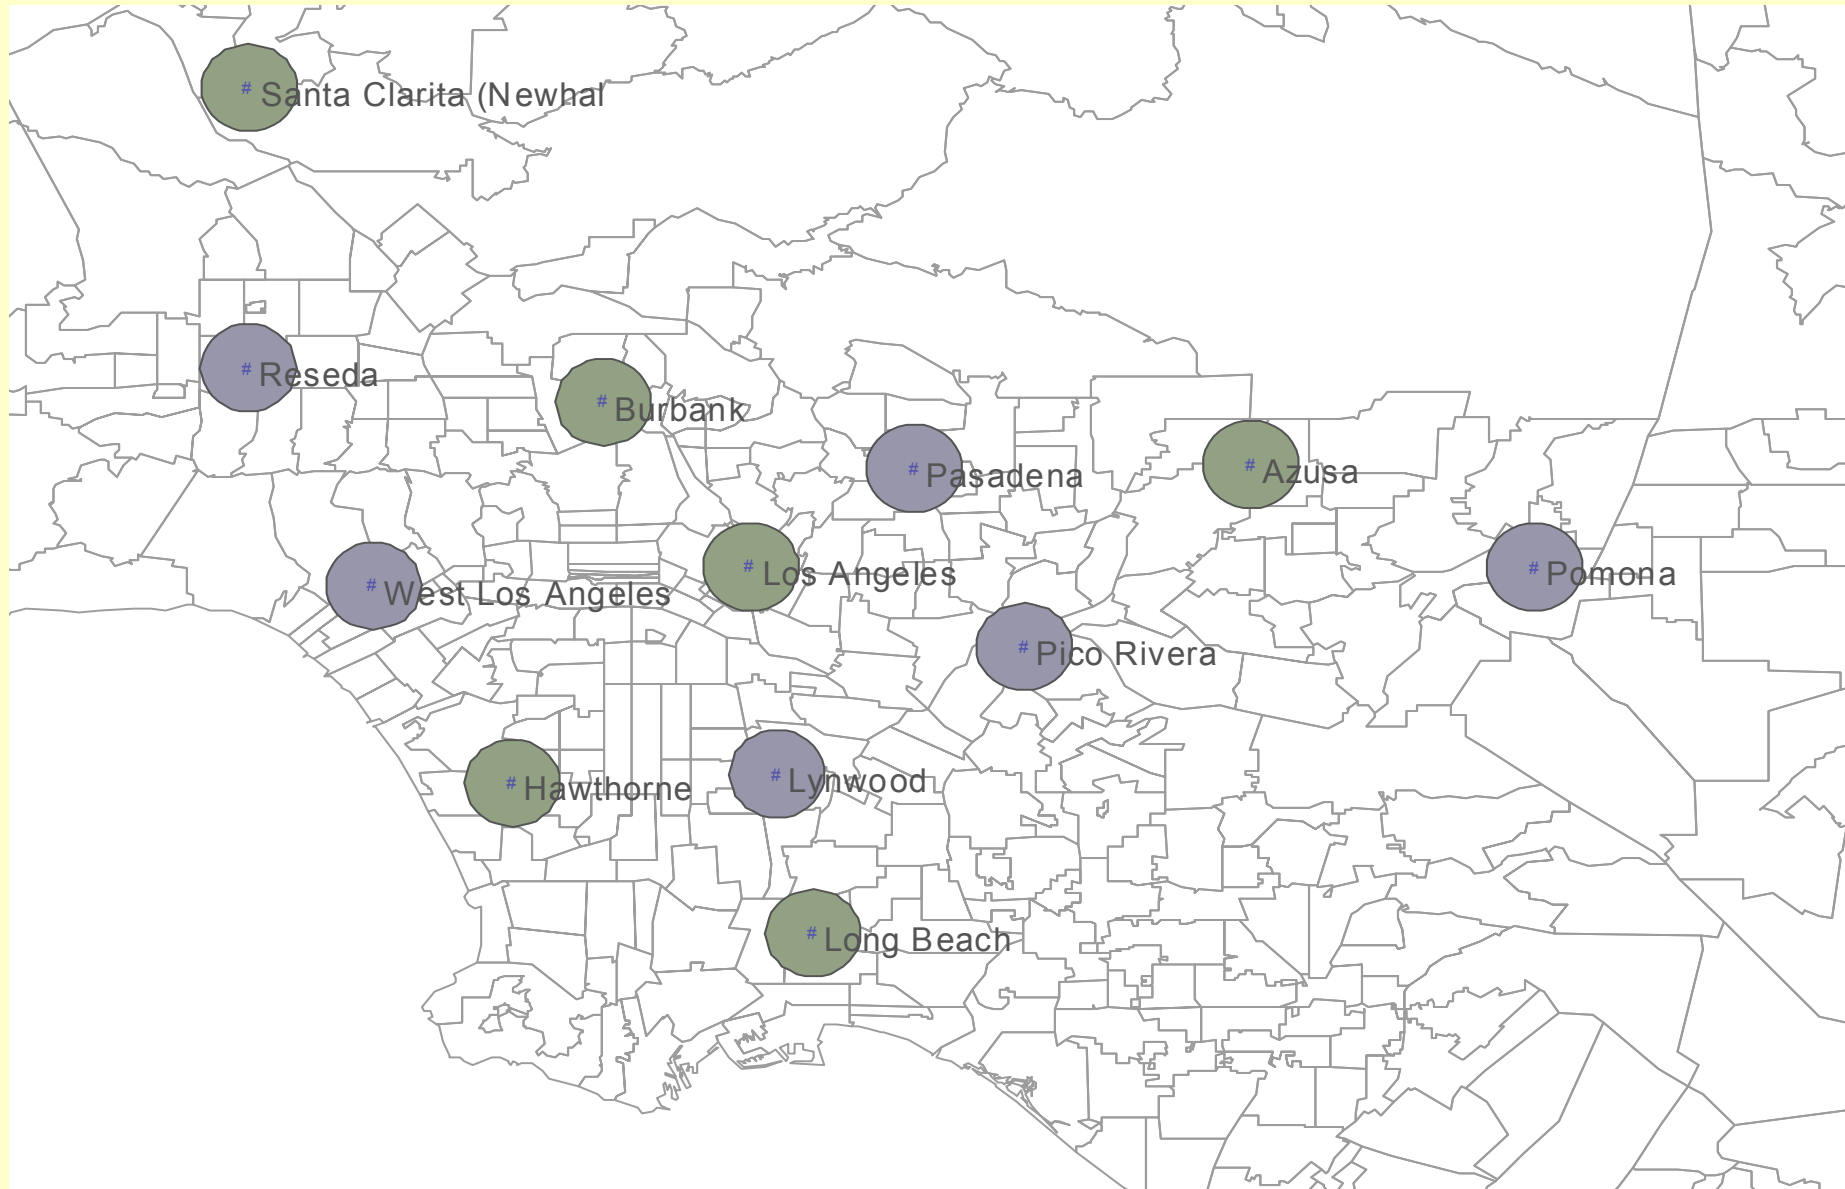 # Santa Clarita (Newhal
# Reseda
# Burbank
# Pasadena
# Azusa
# Los Angeles
# Pomona
# West Los Angeles
# Pico Rivera
# Hawthorne
# Lynwood
# Long Beach